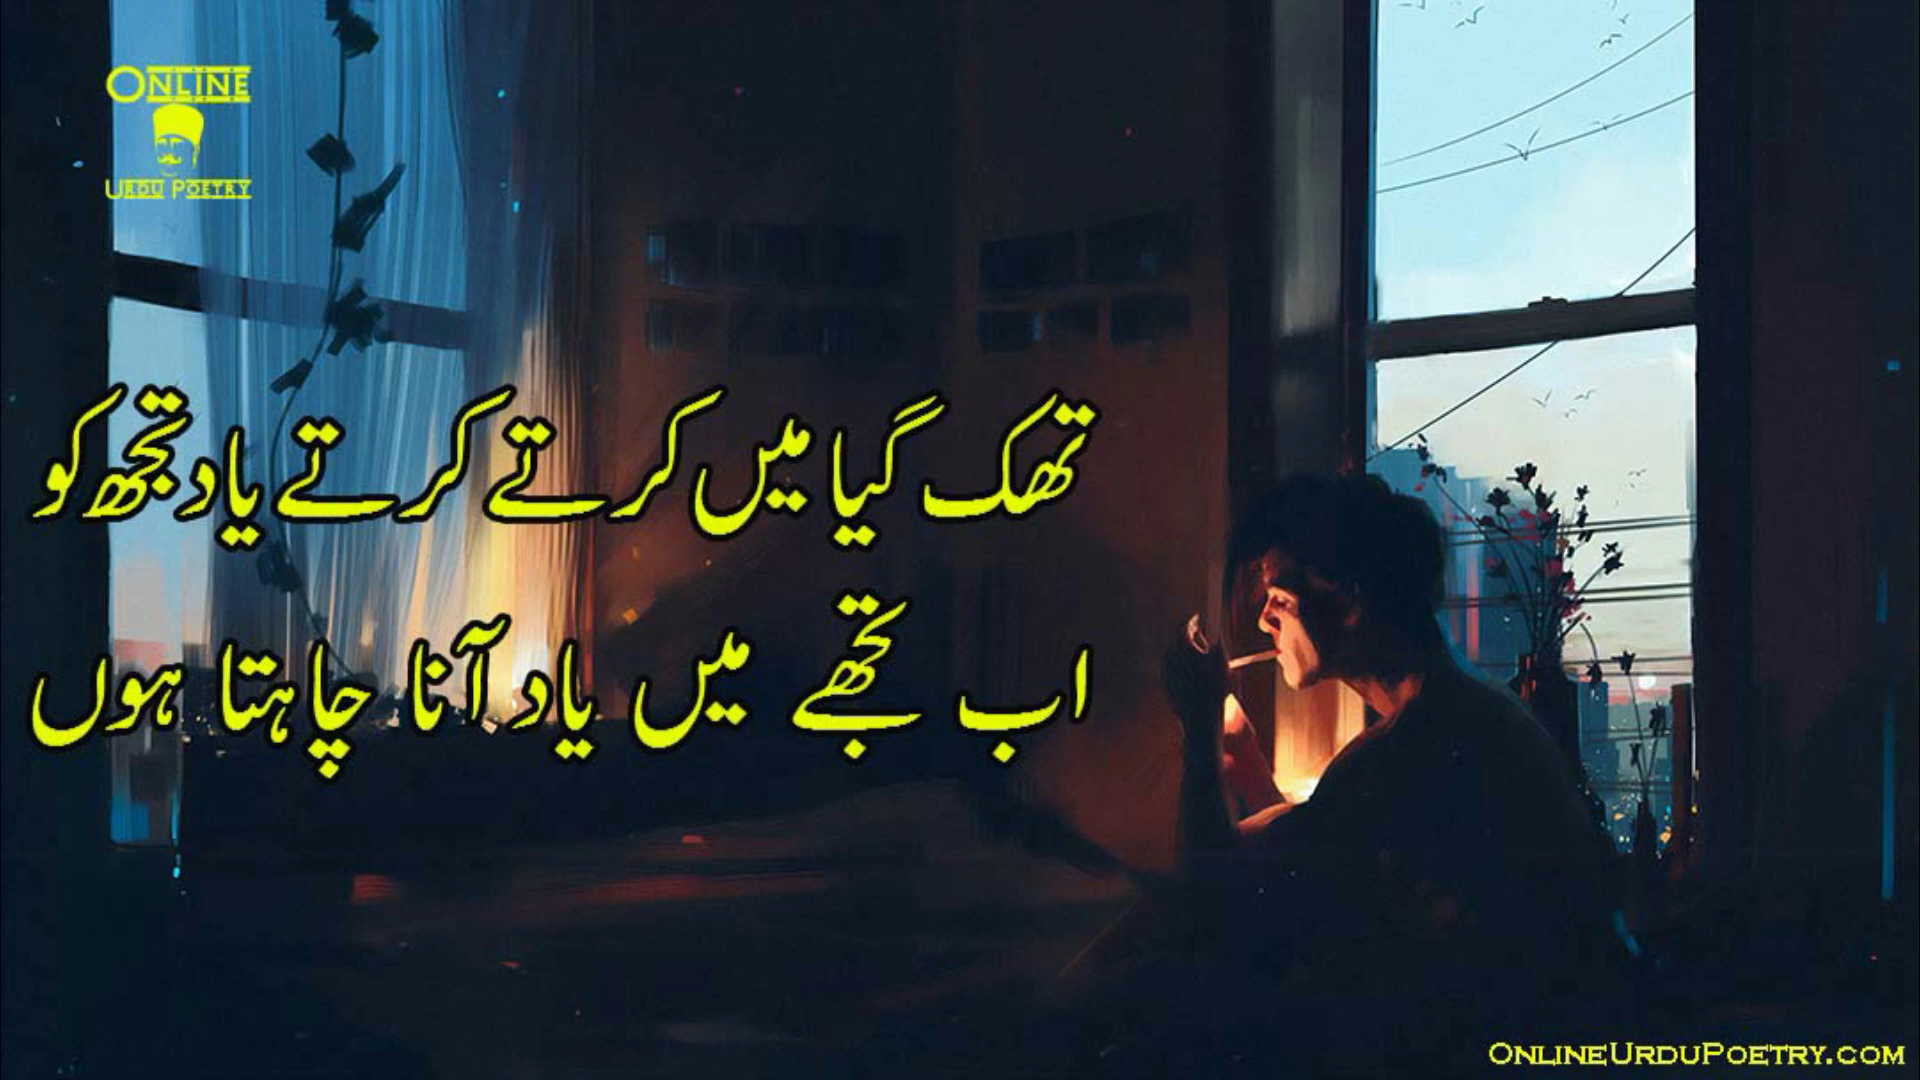 ONLINE
URDU POETRY
تھک گیا میں کرتے کرتے یاد تجھ کو
اب تجھے میں یاد آنا چاہتا ہوں
ONLINEURDUPOETRY.COM